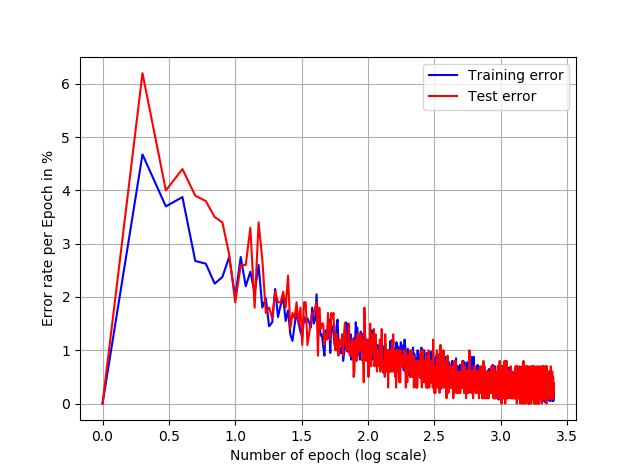 Training error
Test error
Error rate per Epoch in %
6
5
4
3
2
1
0
0.0 0.5 1.0 1.5 2.0 2.5 3.0 3.5
Number of epoch (log scale)